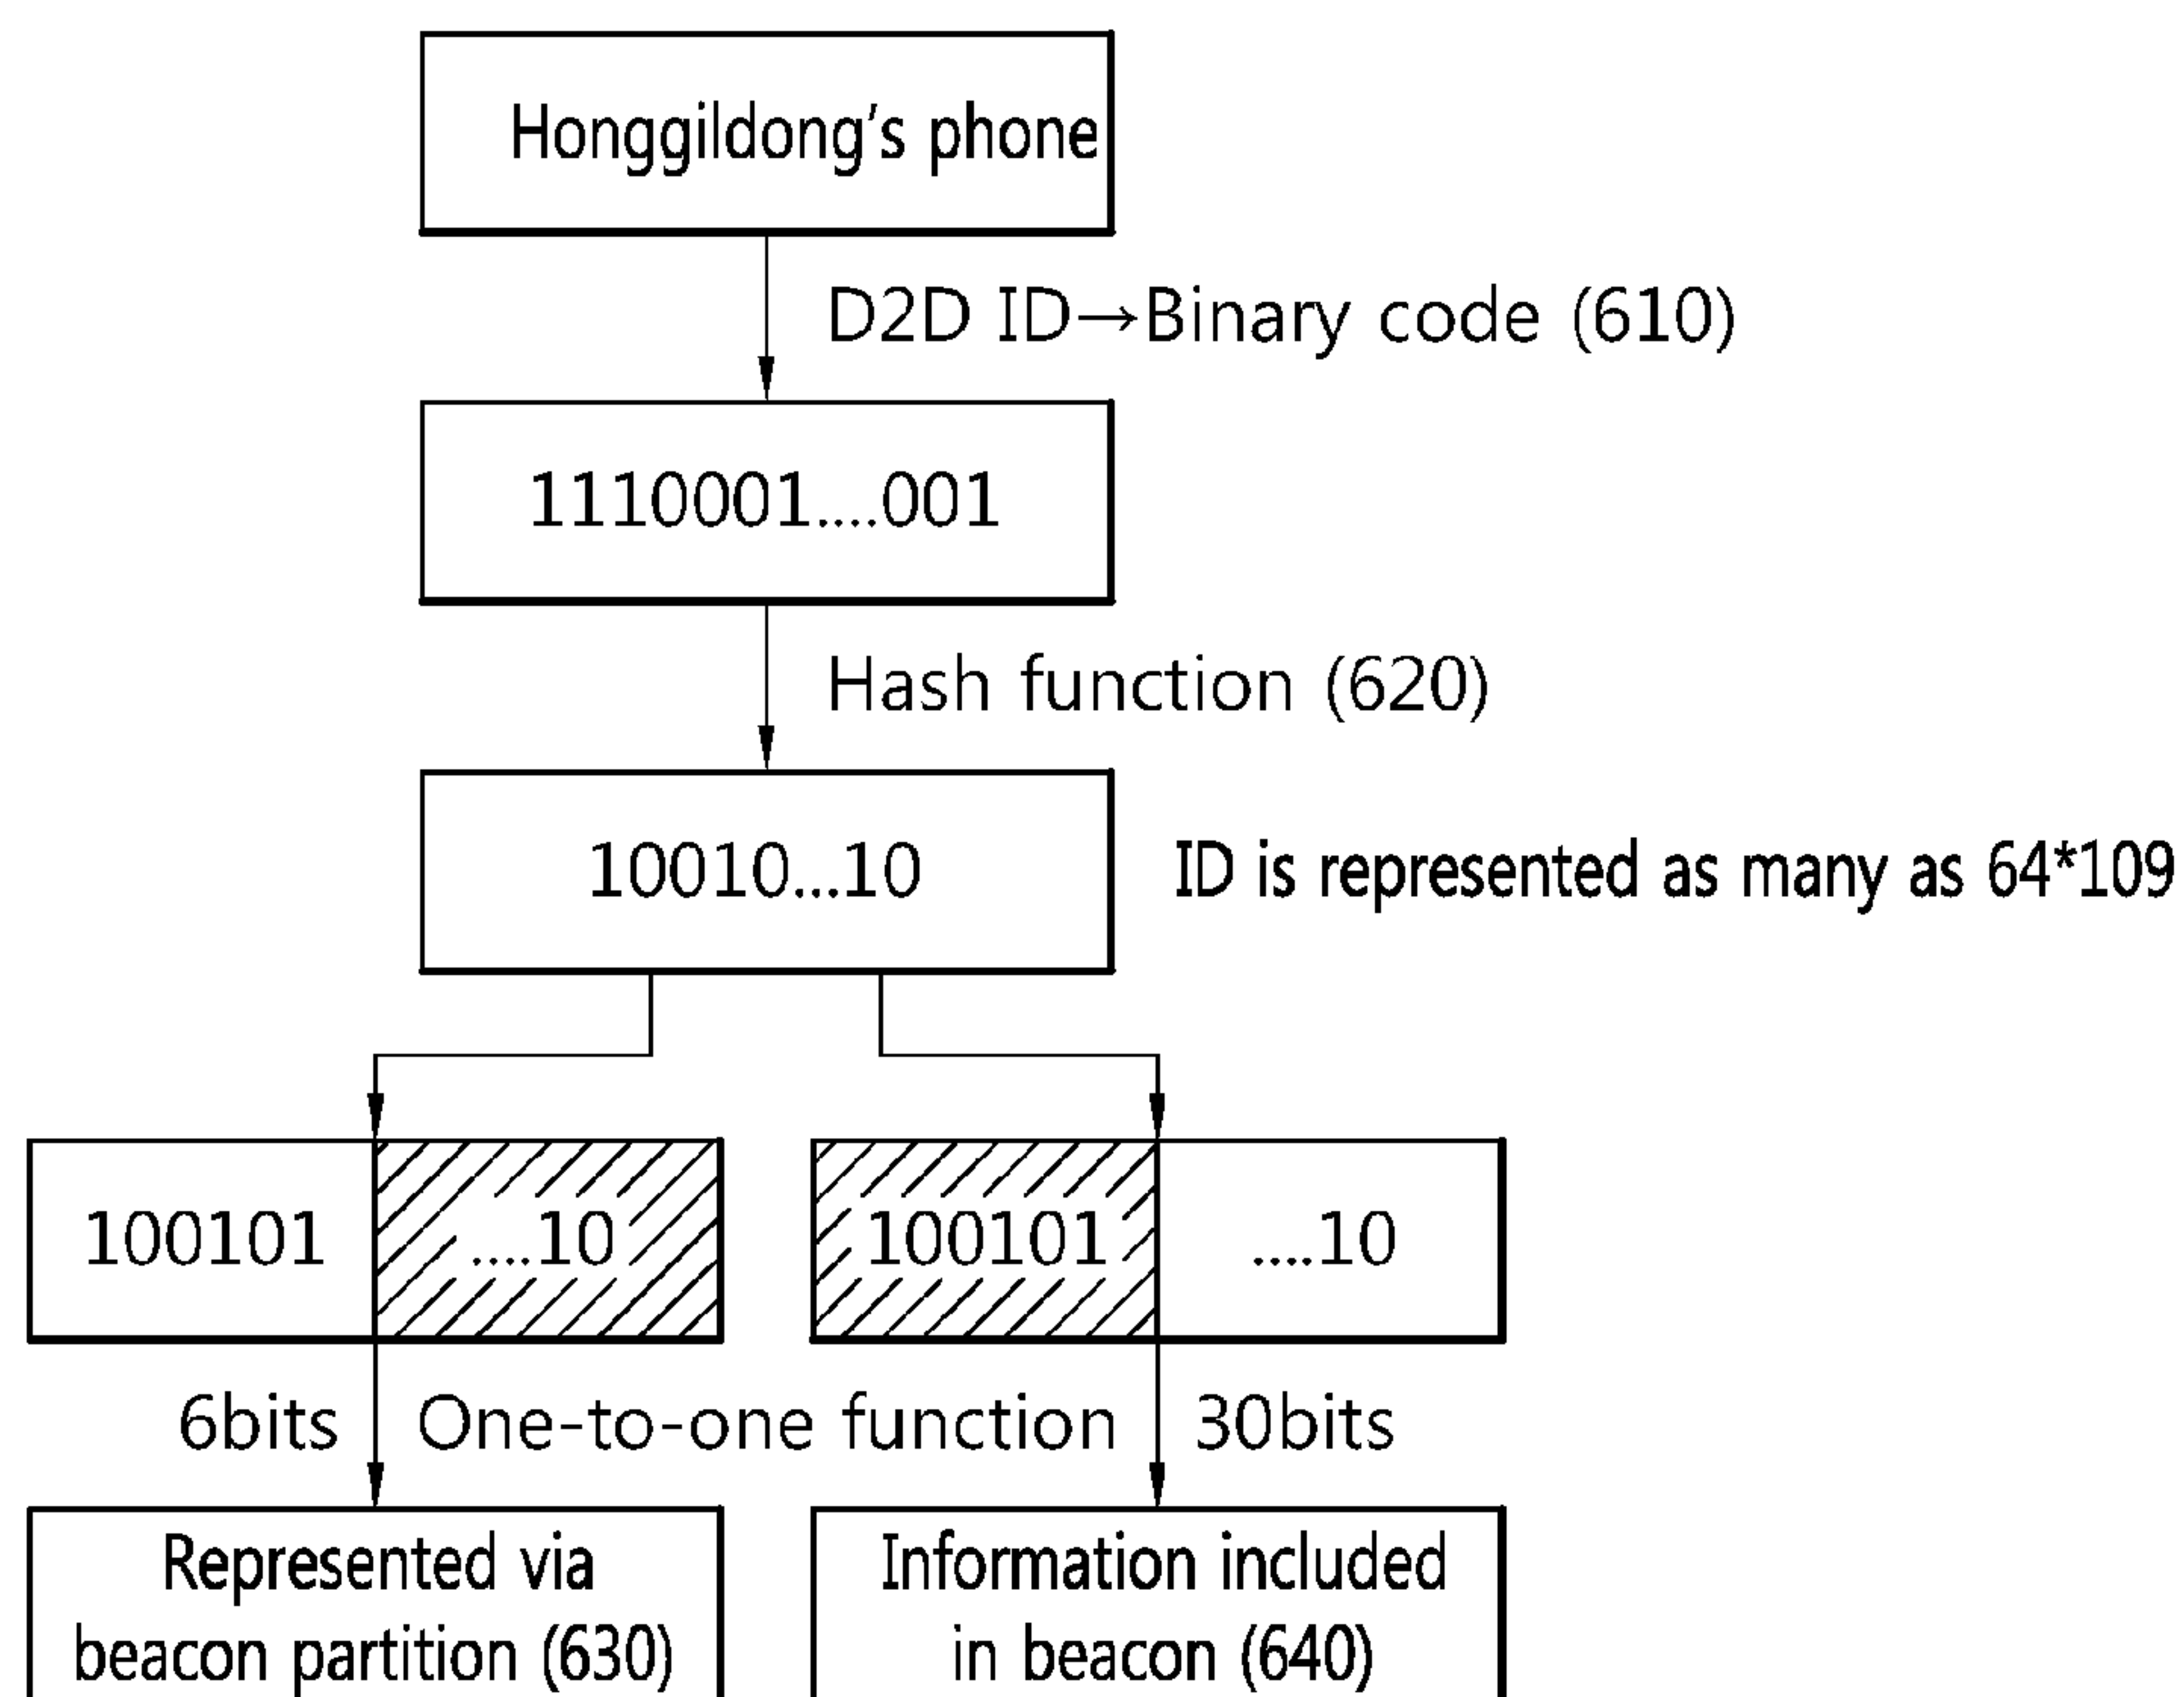 Honggildong's phone
D2D ID→Binary code (610)
1110001....001
Hash function (620)
10010...10
ID is represented as many as 64*109
100101
....10
100101
....10
6bits
One-to-one function
30bits
Represented via
beacon partition (630)
Information included
in beacon (640)